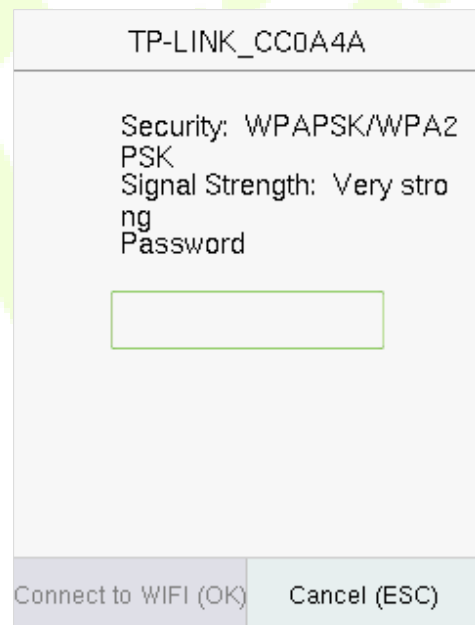 TP-LINK_CC0A4A
Security: WPAPSK/WPA2
PSK
Signal Strength: Very stro
ng
Password
Connect to WIFI (OK)
Cancel (ESC)